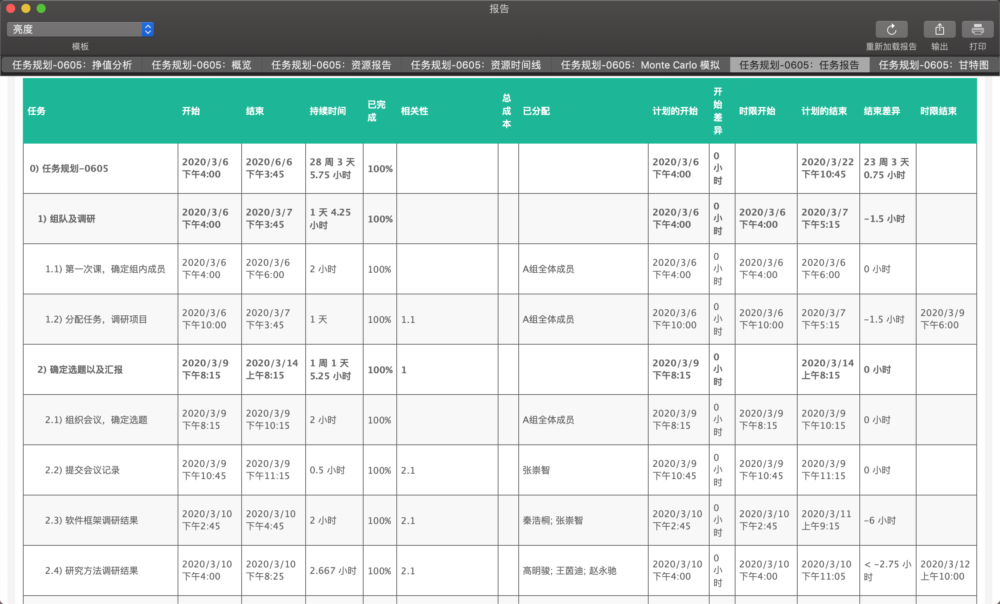 报告
亮度
模板
重新加载报告 输出 打印
任务规划-0605：挣值分析 任务规划-0605：概览 任务规划-0605：资源报告 任务规划-0605：资源时间线 任务规划-0605：Monte Carlo 模拟 任务规划-0605：任务报告 任务规划-0605：甘特图
任务 开始 结束 持续时间 已完成 相关性 总成本 已分配 计划的开始 开始差异 时限开始 计划的结束 结束差异 时限结束
0) 任务规划-0605 2020/3/6 下午4:00 2020/6/6 下午3:45 28 周 3 天 5.75 小时 100% 2020/3/6 下午4:00 0 小时 2020/3/22 下午10:45 23 周 3 天 0.75 小时
1) 组队及调研 2020/3/6 下午4:00 2020/3/7 下午3:45 1 天 4.25 小时 100% 2020/3/6 下午4:00 0 小时 2020/3/6 下午4:00 2020/3/7 下午5:15 -1.5 小时
1.1) 第一次课，确定组内成员 2020/3/6 下午4:00 2020/3/6 下午6:00 2 小时 100% A组全体成员 2020/3/6 下午4:00 0 小时 2020/3/6 下午4:00 2020/3/6 下午6:00 0 小时
1.2) 分配任务，调研项目 2020/3/6 下午10:00 2020/3/7 下午3:45 1 天 100% 1.1 A组全体成员 2020/3/6 下午10:00 0 小时 2020/3/6 下午10:00 2020/3/7 下午5:15 -1.5 小时 2020/3/9 下午6:00
2) 确定选题以及汇报 2020/3/9 下午8:15 2020/3/14 上午8:15 1 周 1 天 5.25 小时 100% 1 2020/3/9 下午8:15 0 小时 2020/3/14 上午8:15 0 小时
2.1) 组织会议，确定选题 2020/3/9 下午8:15 2020/3/9 下午10:15 2 小时 100% A组全体成员 2020/3/9 下午8:15 0 小时 2020/3/9 下午8:15 2020/3/9 下午10:15 0 小时
2.2) 提交会议记录 2020/3/9 下午10:45 2020/3/9 下午11:15 0.5 小时 100% 2.1 张崇智 2020/3/9 下午10:45 0 小时 2020/3/9 下午10:45 2020/3/9 下午11:15 0 小时
2.3) 软件框架调研结果 2020/3/10 下午2:45 2020/3/10 下午4:45 2 小时 100% 2.1 秦浩桐; 张崇智 2020/3/10 下午2:45 0 小时 2020/3/10 下午2:45 2020/3/11 上午9:15 -6 小时
2.4) 研究方法调研结果 2020/3/10 下午4:00 2020/3/10 下午8:25 2.667 小时 100% 2.1 高明骏; 王茵迪; 赵永驰 2020/3/10 下午4:00 0 小时 2020/3/10 下午4:00 2020/3/10 下午11:05 < -2.75 小时 2020/3/12 上午10:00